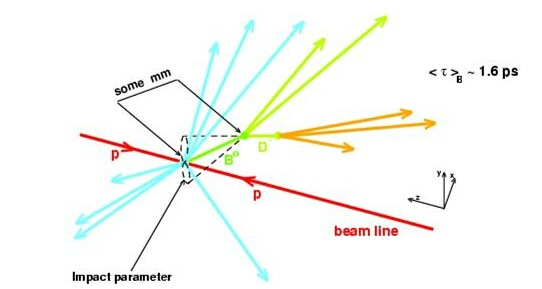 some mm
< τ >B ~ 1.6 ps
p
B⁰
D⁻
p
y
x
z
beam line
Impact parameter